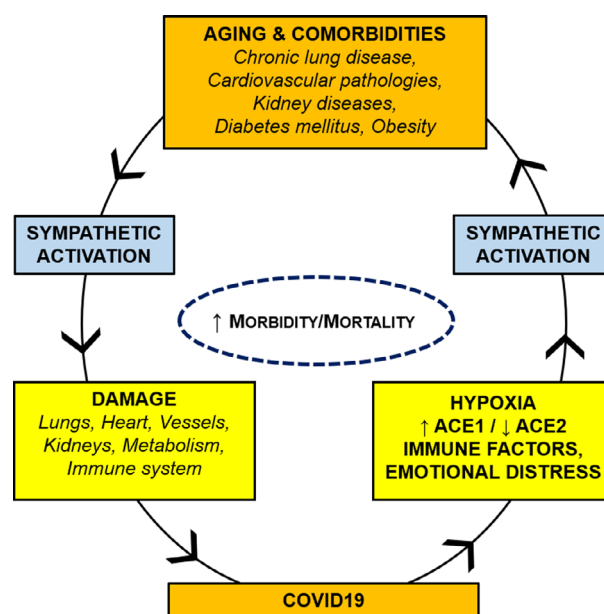 AGING & COMORBIDITIES
Chronic lung disease,
Cardiovascular pathologies,
Kidney diseases,
Diabetes mellitus, Obesity
SYMPATHETIC
ACTIVATION
SYMPATHETIC
ACTIVATION
↑ MORBIDITY/MORTALITY
DAMAGE
Lungs, Heart, Vessels,
Kidneys, Metabolism,
Immune system
HYPOXIA
↑ ACE1 / ↓ ACE2
IMMUNE FACTORS,
EMOTIONAL DISTRESS
COVID19